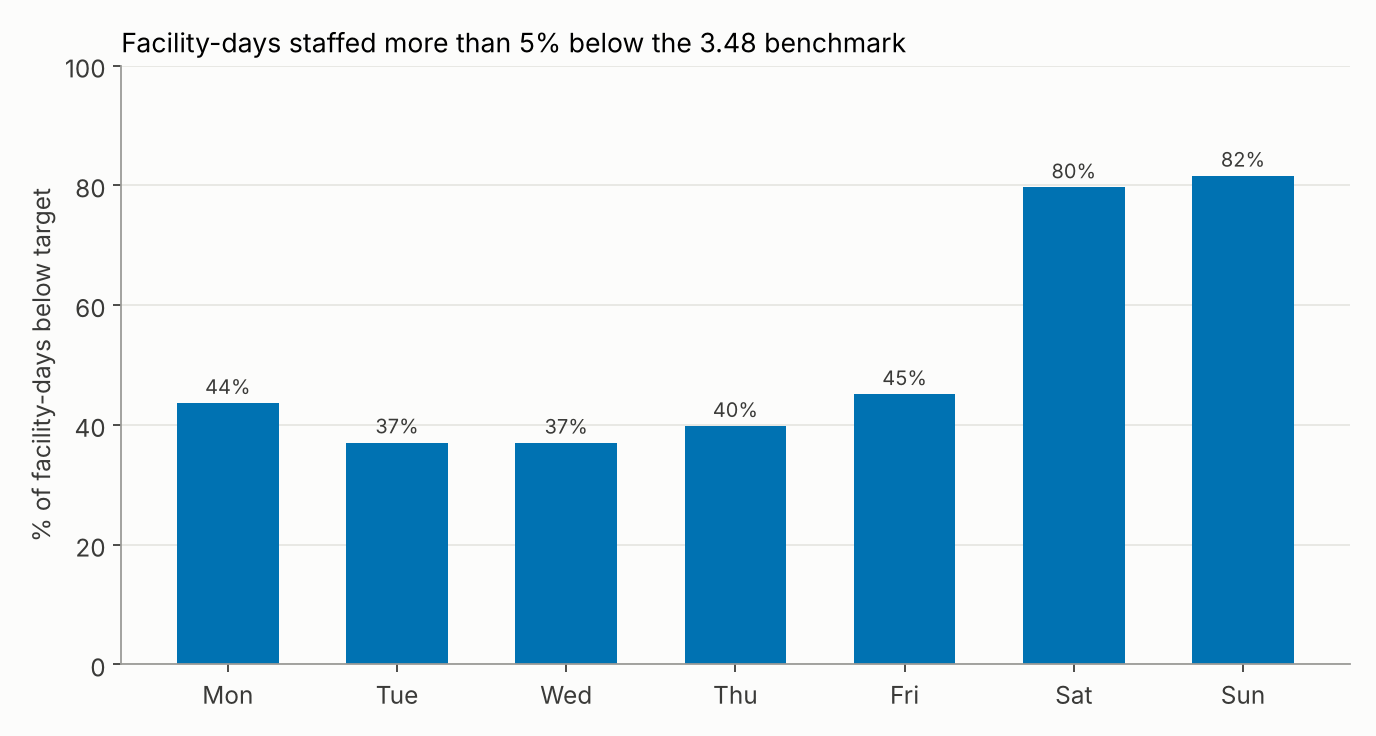 Facility-days staffed more than 5% below the 3.48 benchmark
% of facility-days below target
100
80
60
40
20
0
44%
37%
37%
40%
45%
80%
82%
Mon
Tue
Wed
Thu
Fri
Sat
Sun